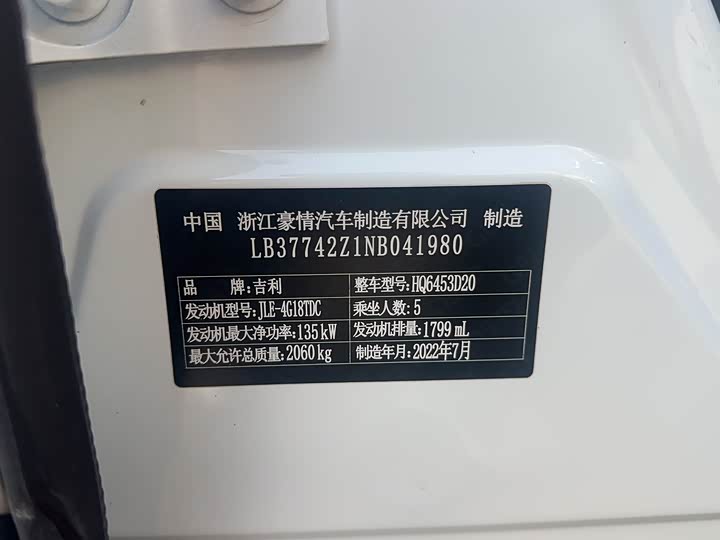 中国 浙江豪情汽车制造有限公司 制造
LB37742Z1NB041980
品 牌:吉利 整车型号:HQ6453D20
发动机型号:JLE-4G18TDC 乘坐人数:5
发动机最大净功率:135kW 发动机排量:1799mL
最大允许总质量:2060kg 制造年月:2022年7月